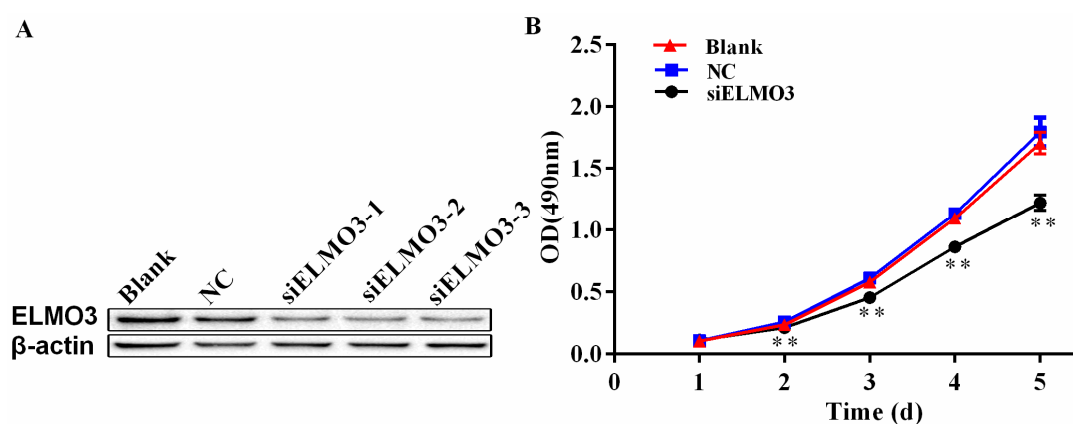 A
Blank
NC
siELMO3-1
siELMO3-2
siELMO3-3
ELMO3
β-actin
B
Blank
NC
siELMO3
OD(490nm)
2.5
2.0
1.5
1.0
0.5
0.0
**
**
**
**
0 1 2 3 4 5
Time (d)